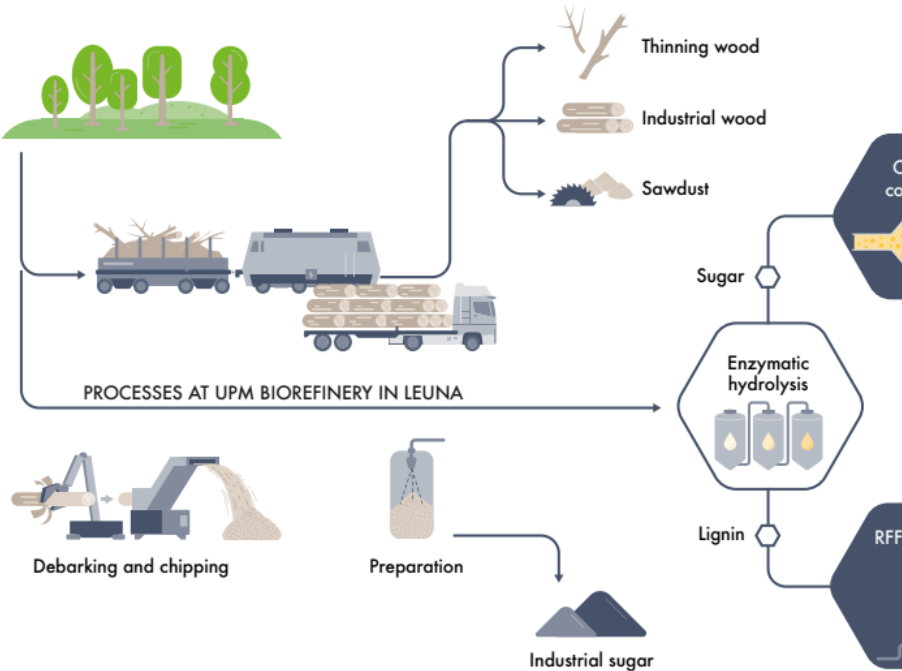 Thinning wood
Industrial wood
Sawdust
Sugar
Enzymatic
hydrolysis
PROCESSES AT UPM BIOREFINERY IN LEUNA
Lignin
Debarking and chipping
Preparation
Industrial sugar